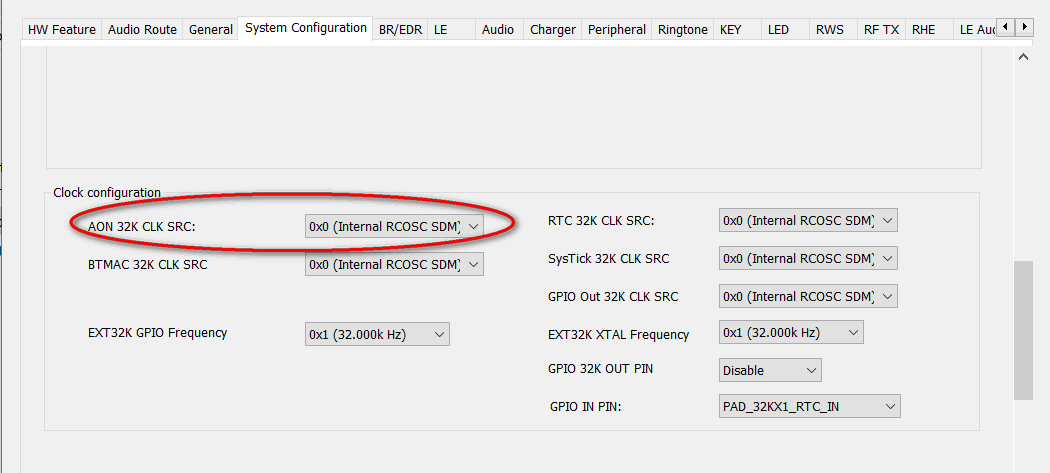 HW Feature Audio Route General System Configuration BR/EDR LE Audio Charger Peripheral Ringtone KEY LED RWS RF TX RHE LE Au
Clock configuration
AON 32K CLK SRC: 0x0 (Internal RCOSC SDM) RTC 32K CLK SRC: 0x0 (Internal RCOSC SDM)
BTMAC 32K CLK SRC 0x0 (Internal RCOSC SDM) SysTick 32K CLK SRC 0x0 (Internal RCOSC SDM)
GPIO Out 32K CLK SRC 0x0 (Internal RCOSC SDM)
EXT32K GPIO Frequency 0x1 (32.000k Hz) EXT32K XTAL Frequency 0x1 (32.000k Hz)
GPIO 32K OUT PIN Disable
GPIO IN PIN: PAD_32KX1_RTC_IN